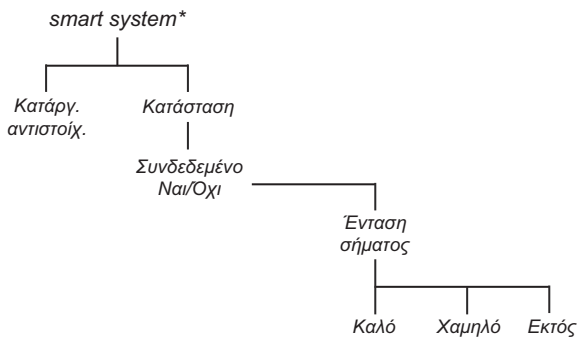 smart system*
Κατάργ.
αντιστοίχ.
Κατάσταση
Συνδεδεμένο
Ναι/Όχι
Ένταση
σήματος
Καλό
Χαμηλό
Εκτός